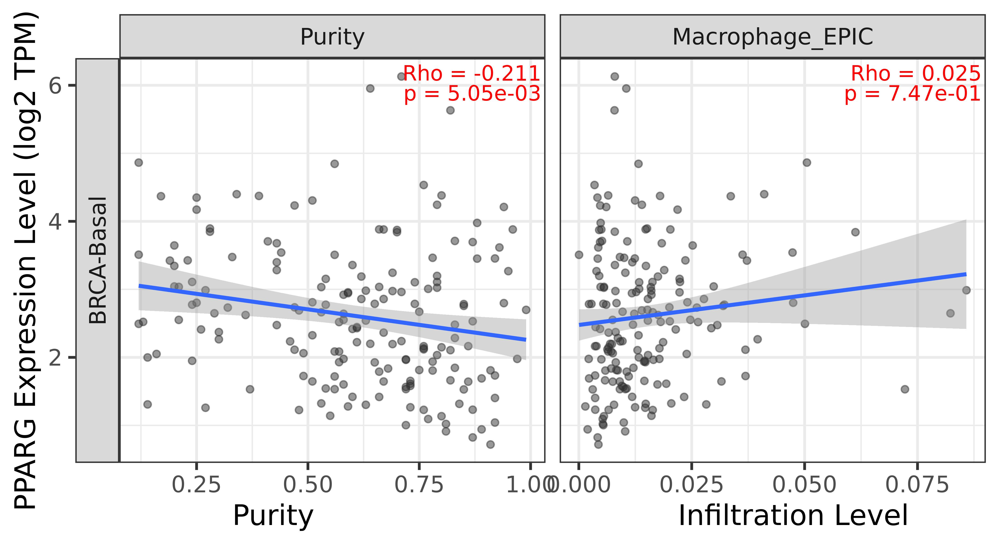 Purity
Macrophage_EPIC
PPARG Expression Level (log2 TPM)
BRCA-Basal
Rho = -0.211
p = 5.05e-03
Rho = 0.025
p = 7.47e-01
6
4
2
0.25 0.50 0.75 1.00
0.000 0.025 0.050 0.075
Purity
Infiltration Level